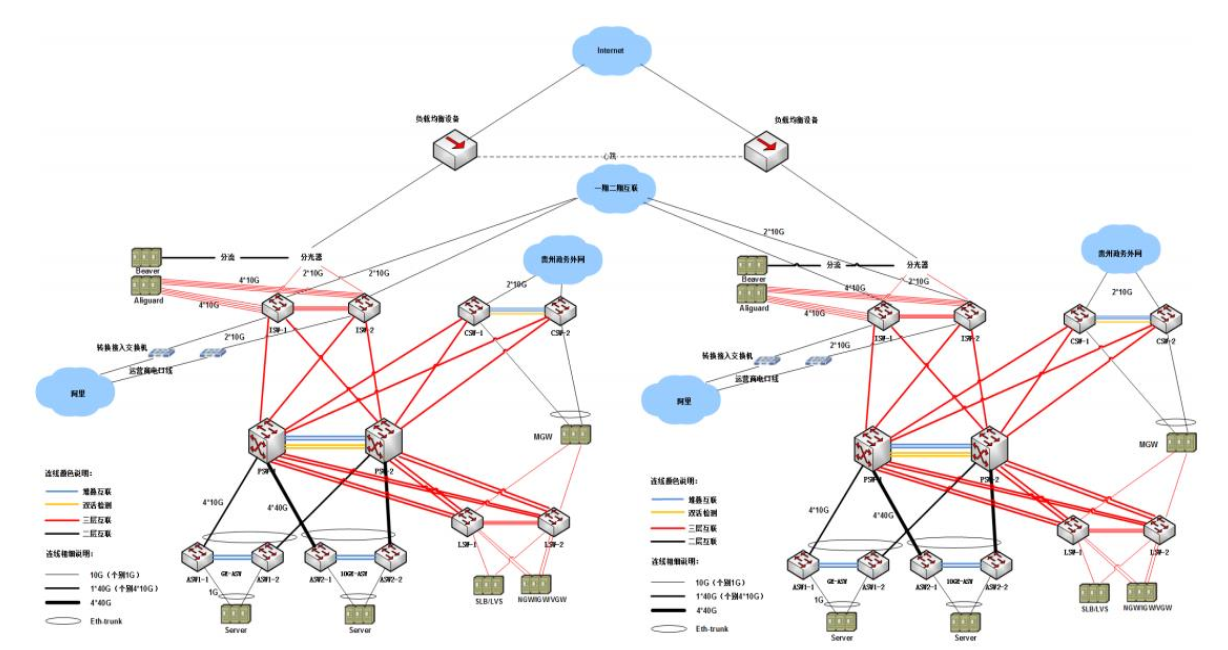 Internet
负载均衡设备
负载均衡设备
心跳
一期二期互联
Beaver
分流
分光器
Aliguard
4*10G
4*10G
2*10G
2*10G
ISW-1
ISW-2
2*10G
贵州政务外网
2*10G
CSW-1
CSW-2
转换接入交换机
运营商电口线
阿里
MGW
PSW-1
PSW-2
4*10G
4*40G
LSW-1
LSW-2
ASW1-1
GE-ASW
ASW1-2
ASW2-1
10GE-ASW
ASW2-2
1G
Server
Server
SLB/LVS
NGW\IGW\VGW
连线颜色说明:
堆叠互联
双活检测
三层互联
二层互联
连线粗细说明:
10G(个别1G)
1*40G(个别4*10G)
4*40G
Eth-trunk
2*10G
Beaver
分流
分光器
Aliguard
4*10G
4*10G
2*10G
ISW-1
ISW-2
2*10G
贵州政务外网
2*10G
CSW-1
CSW-2
转换接入交换机
运营商电口线
阿里
MGW
PSW-1
PSW-2
4*10G
4*40G
LSW-1
LSW-2
ASW1-1
GE-ASW
ASW1-2
ASW2-1
10GE-ASW
ASW2-2
1G
Server
Server
SLB/LVS
NGW\IGW\VGW
连线颜色说明:
堆叠互联
双活检测
三层互联
二层互联
连线粗细说明:
10G(个别1G)
1*40G(个别4*10G)
4*40G
Eth-trunk